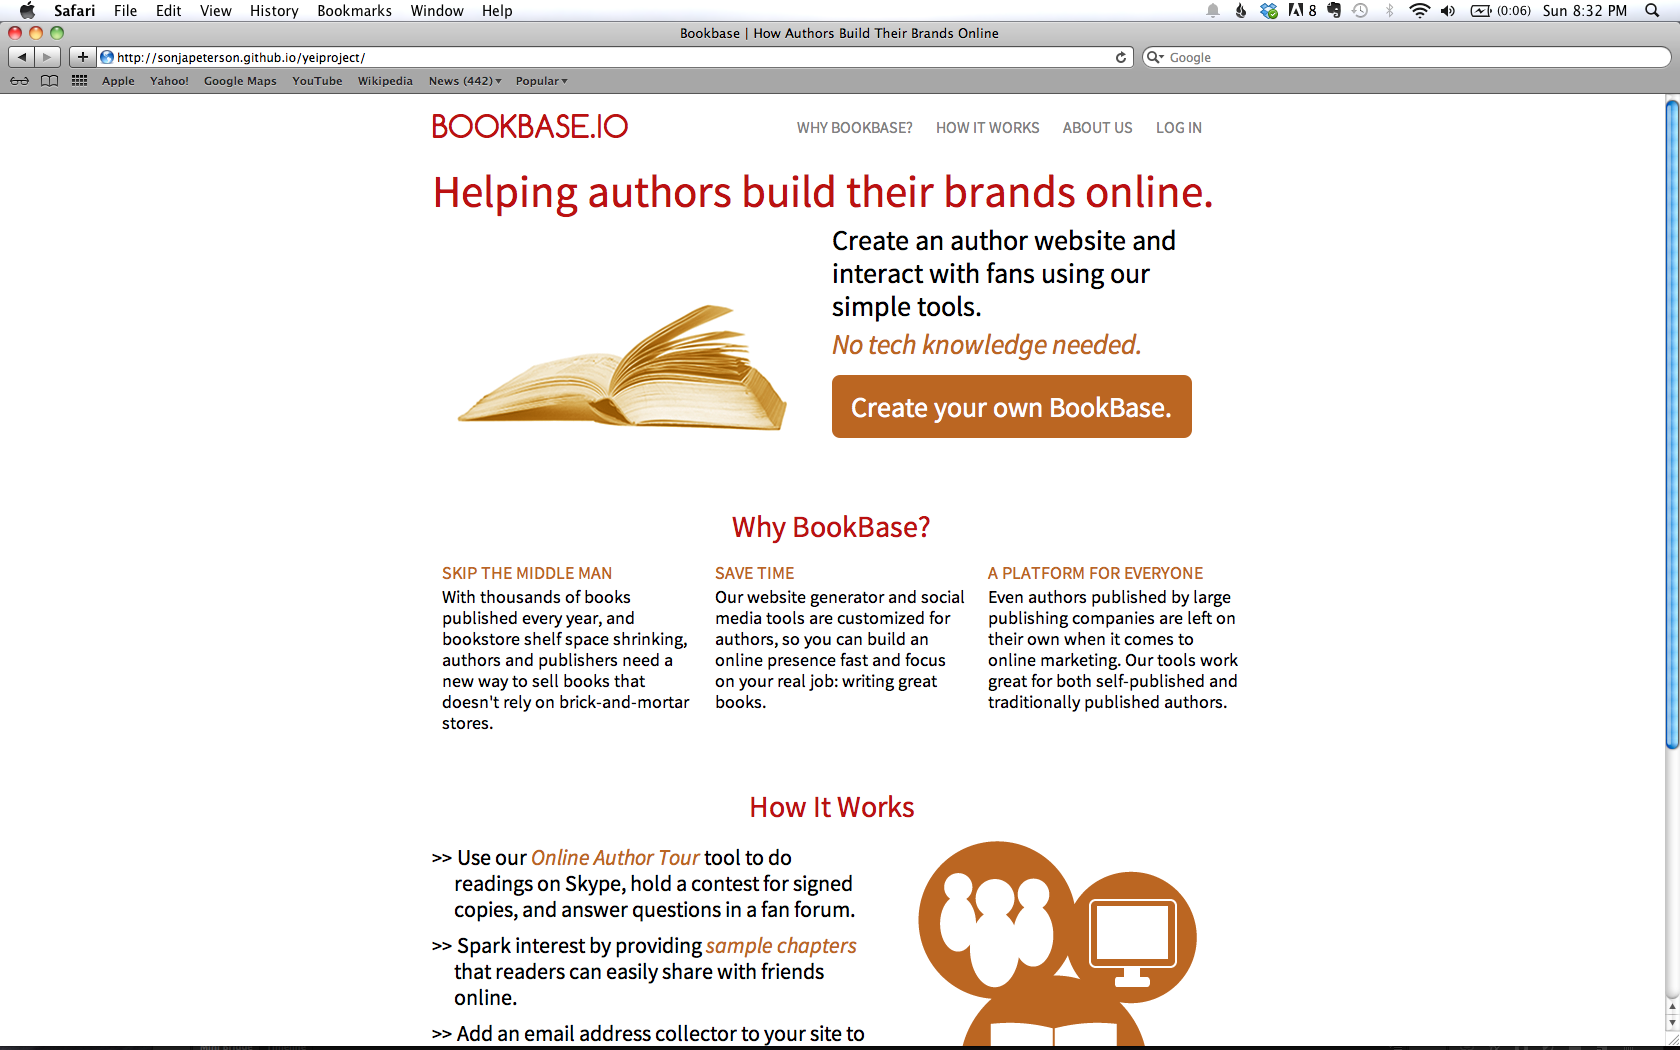 Safari File Edit View History Bookmarks Window Help 8 (0:06) Sun 8:32 PM
Bookbase | How Authors Build Their Brands Online
http://sonjapeterson.github.io/yeiproject/ Google
Apple Yahoo! Google Maps YouTube Wikipedia News (442) Popular
BOOKBASE.IO WHY BOOKBASE? HOW IT WORKS ABOUT US LOG IN
Helping authors build their brands online.
Create an author website and
interact with fans using our
simple tools.
No tech knowledge needed.
Create your own BookBase.
Why BookBase?
SKIP THE MIDDLE MAN
With thousands of books
published every year, and
bookstore shelf space shrinking,
authors and publishers need a
new way to sell books that
doesn't rely on brick-and-mortar
stores.
SAVE TIME
Our website generator and social
media tools are customized for
authors, so you can build an
online presence fast and focus
on your real job: writing great
books.
A PLATFORM FOR EVERYONE
Even authors published by large
publishing companies are left on
their own when it comes to
online marketing. Our tools work
great for both self-published and
traditionally published authors.
How It Works
>> Use our Online Author Tour tool to do
readings on Skype, hold a contest for signed
copies, and answer questions in a fan forum.
>> Spark interest by providing sample chapters
that readers can easily share with friends
online.
>> Add an email address collector to your site to